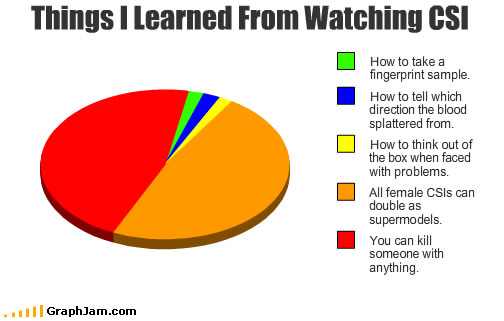 Things I Learned From Watching CSI
How to take a
fingerprint sample.
How to tell which
direction the blood
splattered from.
How to think out of
the box when faced
with problems.
All female CSIs can
double as
supermodels.
You can kill
someone with
anything.
GraphJam.com